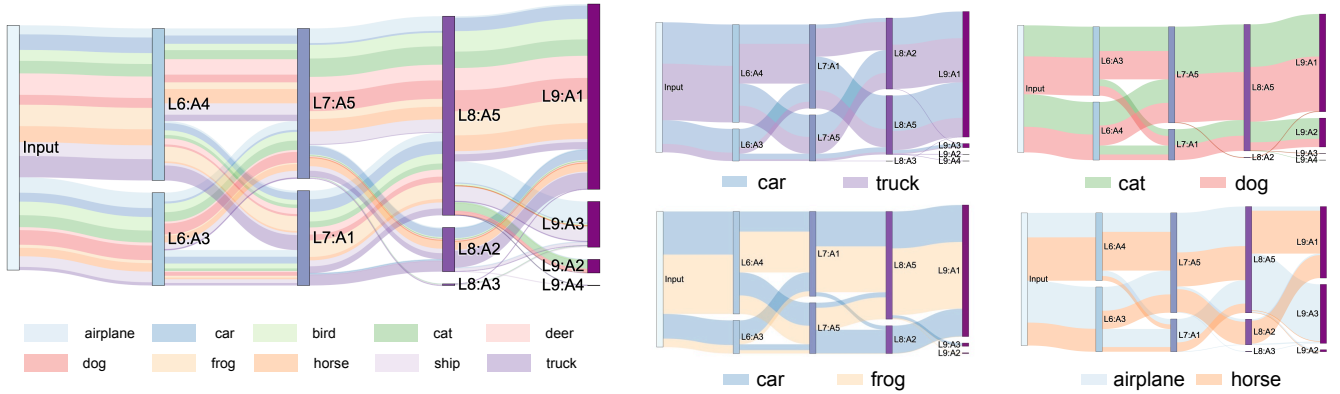 Input
L6:A4
L6:A3
L7:A5
L7:A1
L8:A5
L8:A2
L8:A3
L9:A1
L9:A3
L9:A2
L9:A4
airplane car bird cat deer
dog frog horse ship truck
Input
L6:A4
L6:A3
L7:A1
L7:A5
L8:A2
L8:A5
L8:A3
L9:A1
L9:A3
L9:A2
L9:A4
car truck
Input
L6:A3
L6:A4
L7:A5
L7:A1
L8:A5
L8:A2
L9:A1
L9:A2
L9:A3
L9:A4
cat dog
Input
L6:A4
L6:A3
L7:A1
L7:A5
L8:A5
L8:A2
L9:A1
L9:A3
L9:A2
car frog
Input
L6:A4
L6:A3
L7:A5
L7:A1
L8:A5
L8:A2
L8:A3
L9:A1
L9:A3
L9:A2
airplane horse